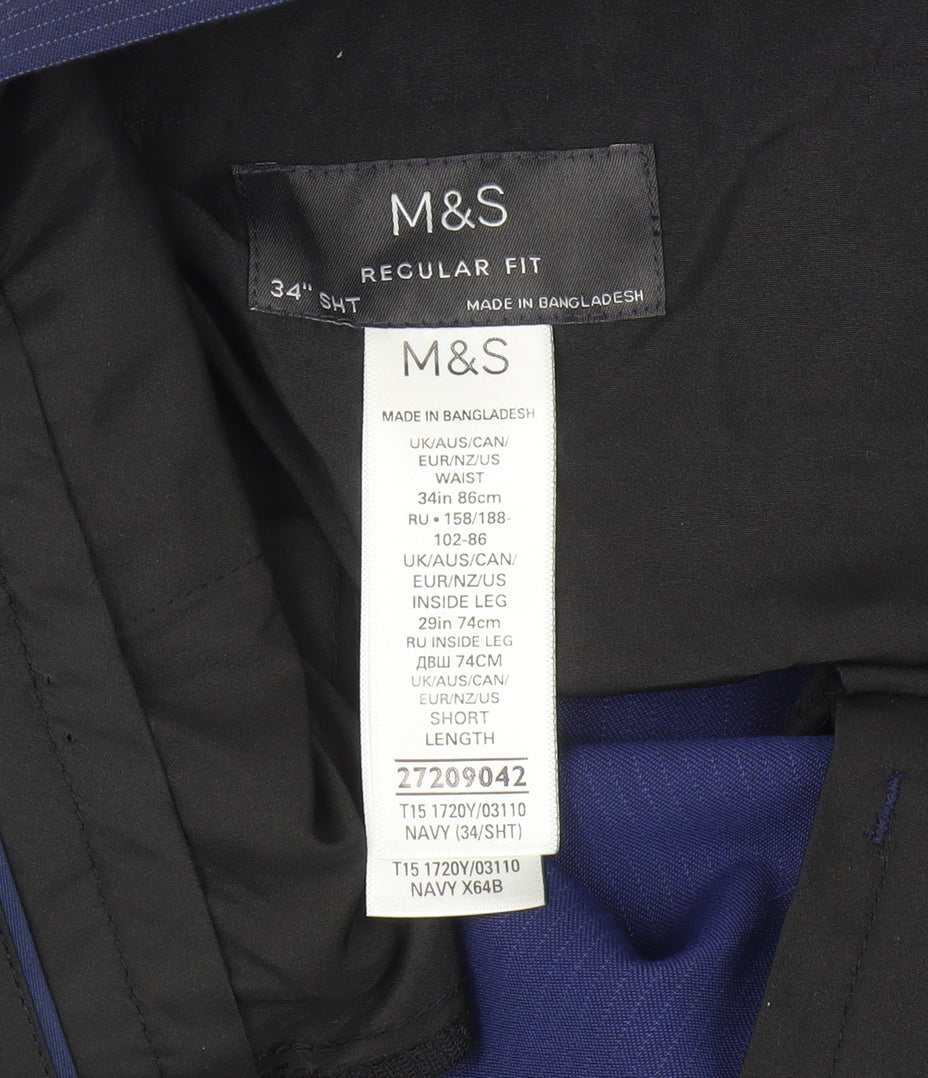 M&S
REGULAR FIT
34" SHT
MADE IN BANGLADESH
M&S
MADE IN BANGLADESH
UK/AUS/CAN/
EUR/NZ/US
WAIST
34in 86cm
RU • 158/188-
102-86
UK/AUS/CAN/
EUR/NZ/US
INSIDE LEG
29in 74cm
RU INSIDE LEG
ДВШ 74CM
UK/AUS/CAN/
EUR/NZ/US
SHORT
LENGTH
27209042
T15 1720Y/03110
NAVY (34/SHT)
T15 1720Y/03110
NAVY X64B